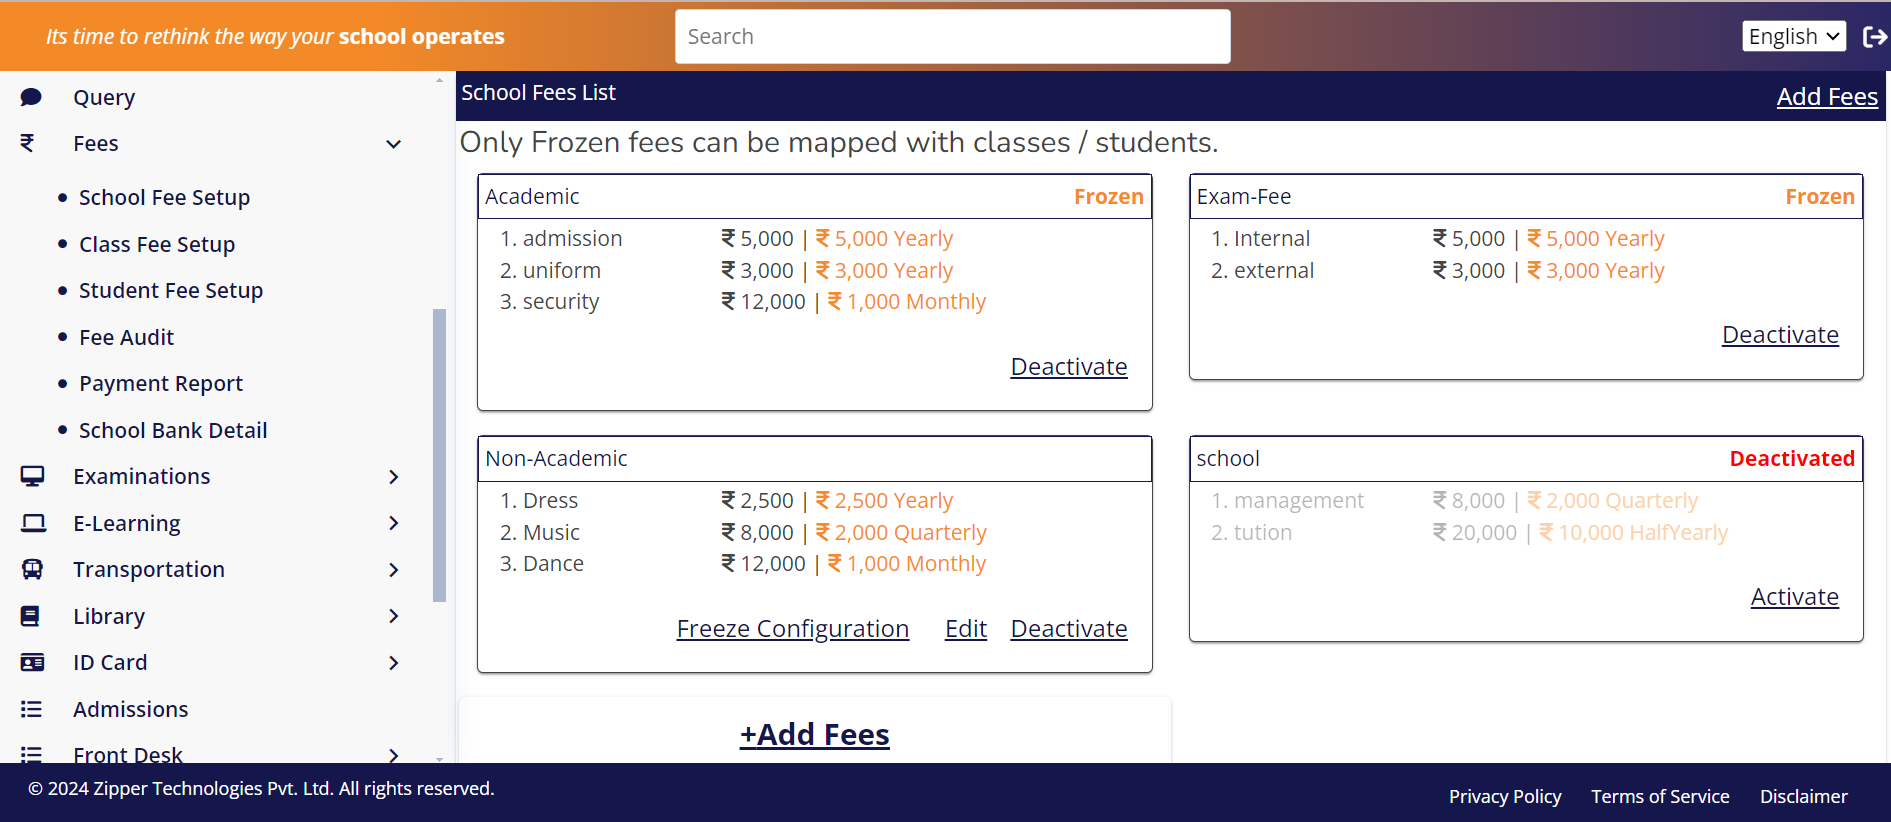 Its time to rethink the way your school operates
Search
English
Query
Fees
School Fee Setup
Class Fee Setup
Student Fee Setup
Fee Audit
Payment Report
School Bank Detail
Examinations
E-Learning
Transportation
Library
ID Card
Admissions
Front Desk
School Fees List
Add Fees
Only Frozen fees can be mapped with classes / students.
Academic Frozen
1. admission ₹ 5,000 | ₹ 5,000 Yearly
2. uniform ₹ 3,000 | ₹ 3,000 Yearly
3. security ₹ 12,000 | ₹ 1,000 Monthly
Deactivate
Exam-Fee Frozen
1. Internal ₹ 5,000 | ₹ 5,000 Yearly
2. external ₹ 3,000 | ₹ 3,000 Yearly
Deactivate
Non-Academic
1. Dress ₹ 2,500 | ₹ 2,500 Yearly
2. Music ₹ 8,000 | ₹ 2,000 Quarterly
3. Dance ₹ 12,000 | ₹ 1,000 Monthly
Freeze Configuration Edit Deactivate
school Deactivated
1. management ₹ 8,000 | ₹ 2,000 Quarterly
2. tution ₹ 20,000 | ₹ 10,000 HalfYearly
Activate
+Add Fees
© 2024 Zipper Technologies Pvt. Ltd. All rights reserved.
Privacy Policy Terms of Service Disclaimer